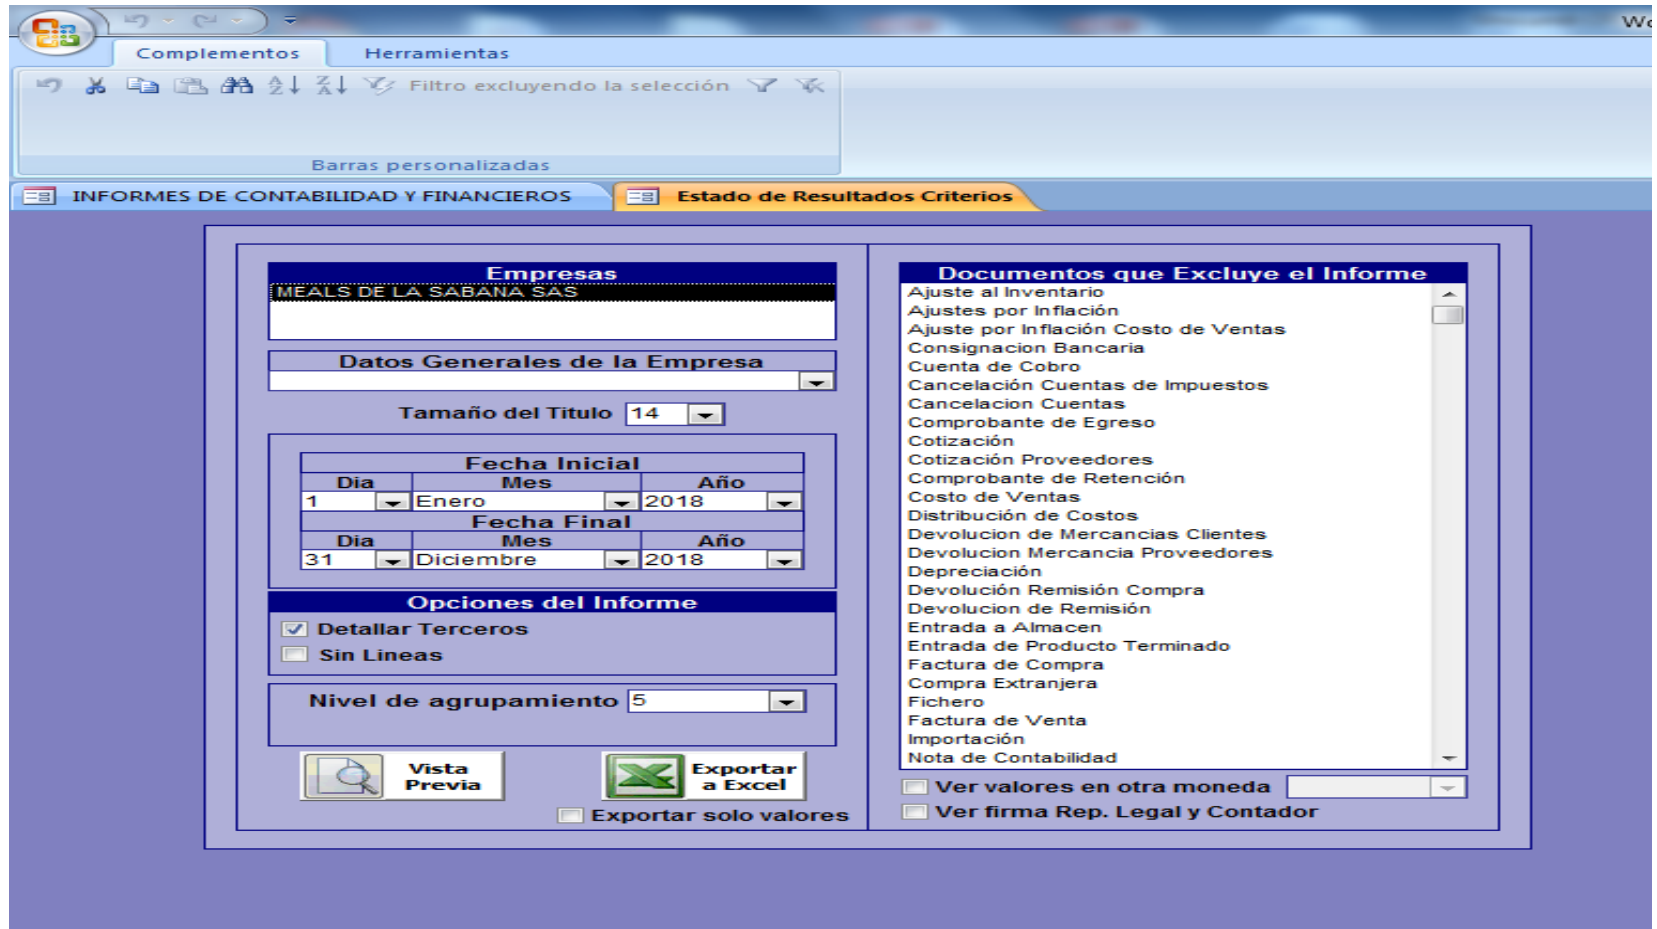 Complementos Herramientas
Filtro excluyendo la selección
Barras personalizadas
INFORMES DE CONTABILIDAD Y FINANCIEROS Estado de Resultados Criterios
Empresas
MEALS DE LA SABANA SAS
Datos Generales de la Empresa
Tamaño del Titulo 14
Fecha Inicial
Dia Mes Año
1 Enero 2018
Fecha Final
Dia Mes Año
31 Diciembre 2018
Opciones del Informe
Detallar Terceros
Sin Lineas
Nivel de agrupamiento 5
Vista Previa
Exportar a Excel
Exportar solo valores
Documentos que Excluye el Informe
Ajuste al Inventario
Ajustes por Inflación
Ajuste por Inflación Costo de Ventas
Consignacion Bancaria
Cuenta de Cobro
Cancelación Cuentas de Impuestos
Cancelacion Cuentas
Comprobante de Egreso
Cotización
Cotización Proveedores
Comprobante de Retención
Costo de Ventas
Distribución de Costos
Devolucion de Mercancias Clientes
Devolucion Mercancia Proveedores
Depreciación
Devolución Remisión Compra
Devolucion de Remisión
Entrada a Almacen
Entrada de Producto Terminado
Factura de Compra
Compra Extranjera
Fichero
Factura de Venta
Importación
Nota de Contabilidad
Ver valores en otra moneda
Ver firma Rep. Legal y Contador